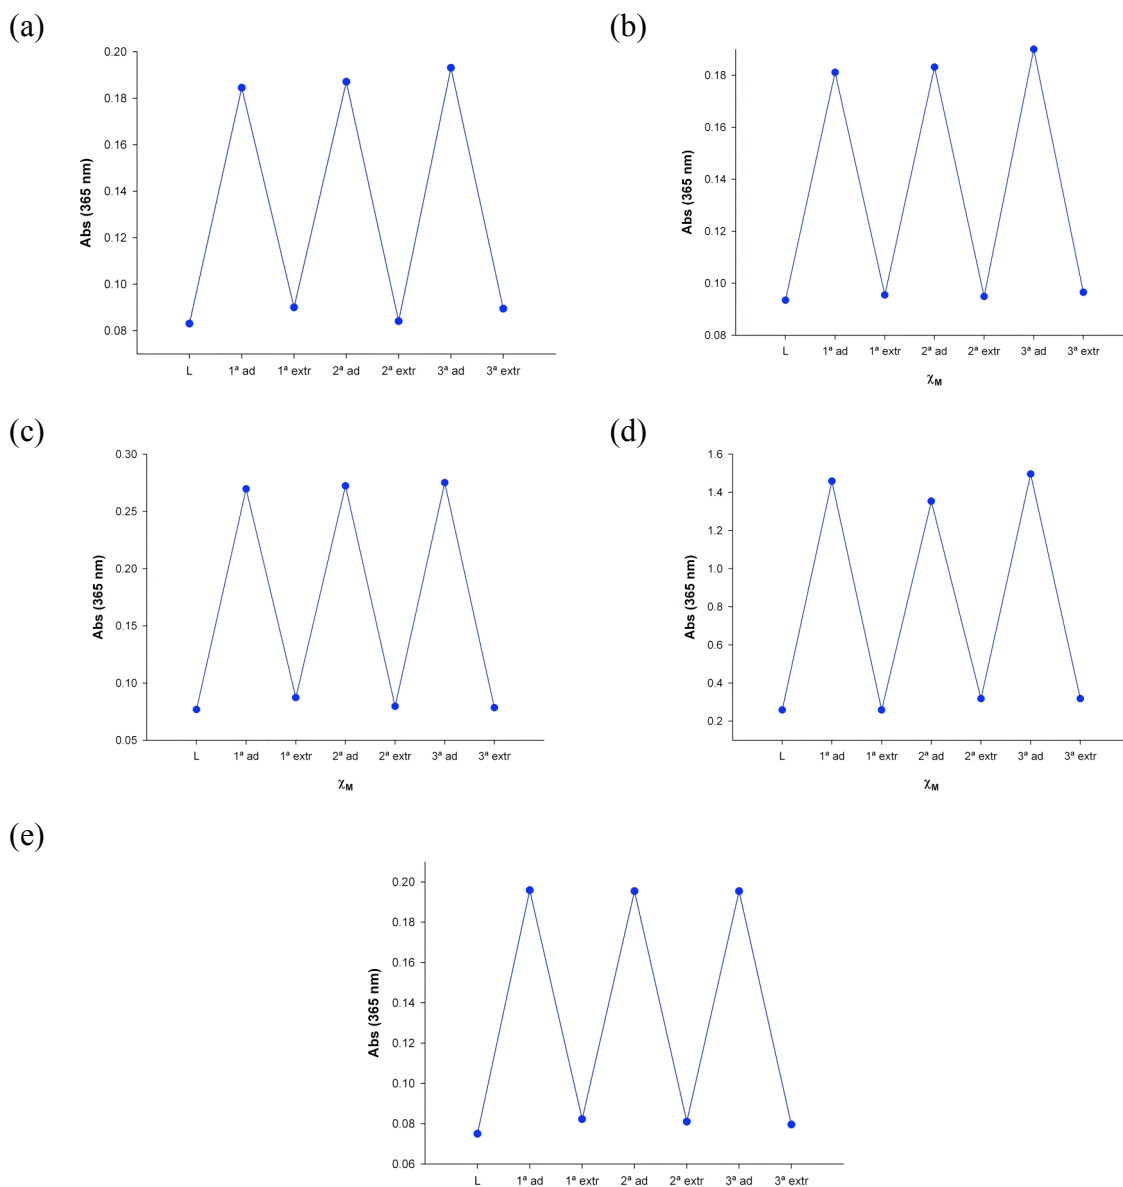 (a)
0.20
0.18
0.16
0.14
0.12
0.10
0.08
Abs (365 nm)
L 1ª ad 1ª extr 2ª ad 2ª extr 3ª ad 3ª extr
(b)
0.18
0.16
0.14
0.12
0.10
0.08
Abs (365 nm)
L 1ª ad 1ª extr 2ª ad 2ª extr 3ª ad 3ª extr
χM
(c)
0.30
0.25
0.20
0.15
0.10
0.05
Abs (365 nm)
L 1ª ad 1ª extr 2ª ad 2ª extr 3ª ad 3ª extr
χM
(d)
1.6
1.4
1.2
1.0
0.8
0.6
0.4
0.2
Abs (365 nm)
L 1ª ad 1ª extr 2ª ad 2ª extr 3ª ad 3ª extr
χM
(e)
0.20
0.18
0.16
0.14
0.12
0.10
0.08
0.06
Abs (365 nm)
L 1ª ad 1ª extr 2ª ad 2ª extr 3ª ad 3ª extr